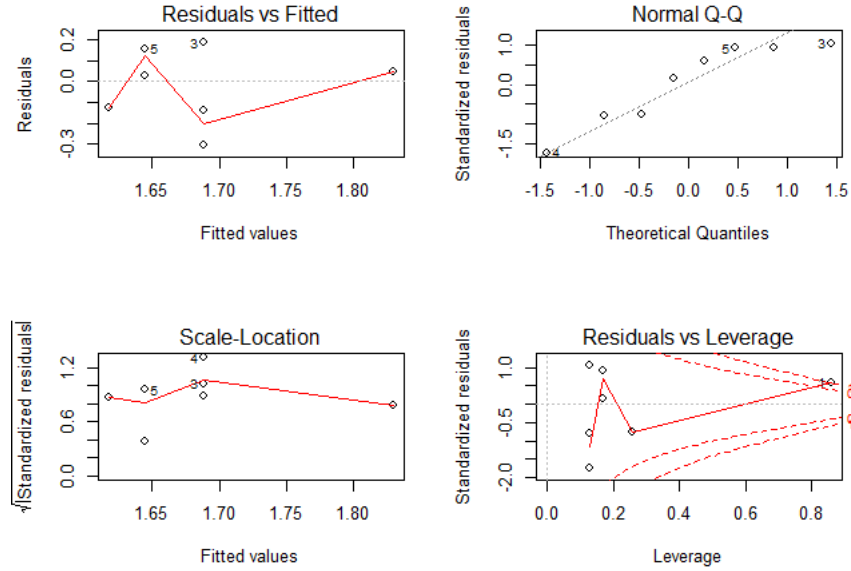 Residuals vs Fitted
Residuals
0.2
0.0
-0.3
5
3
1.65 1.70 1.75 1.80
Fitted values
Normal Q-Q
Standardized residuals
1.0
0.0
-1.5
5
3
4
-1.5 -1.0 -0.5 0.0 0.5 1.0 1.5
Theoretical Quantiles
Scale-Location
√|Standardized residuals|
1.2
0.6
0.0
4
5
3
1.65 1.70 1.75 1.80
Fitted values
Residuals vs Leverage
Standardized residuals
1.0
-0.5
-2.0
1
0.0 0.2 0.4 0.6 0.8
Leverage